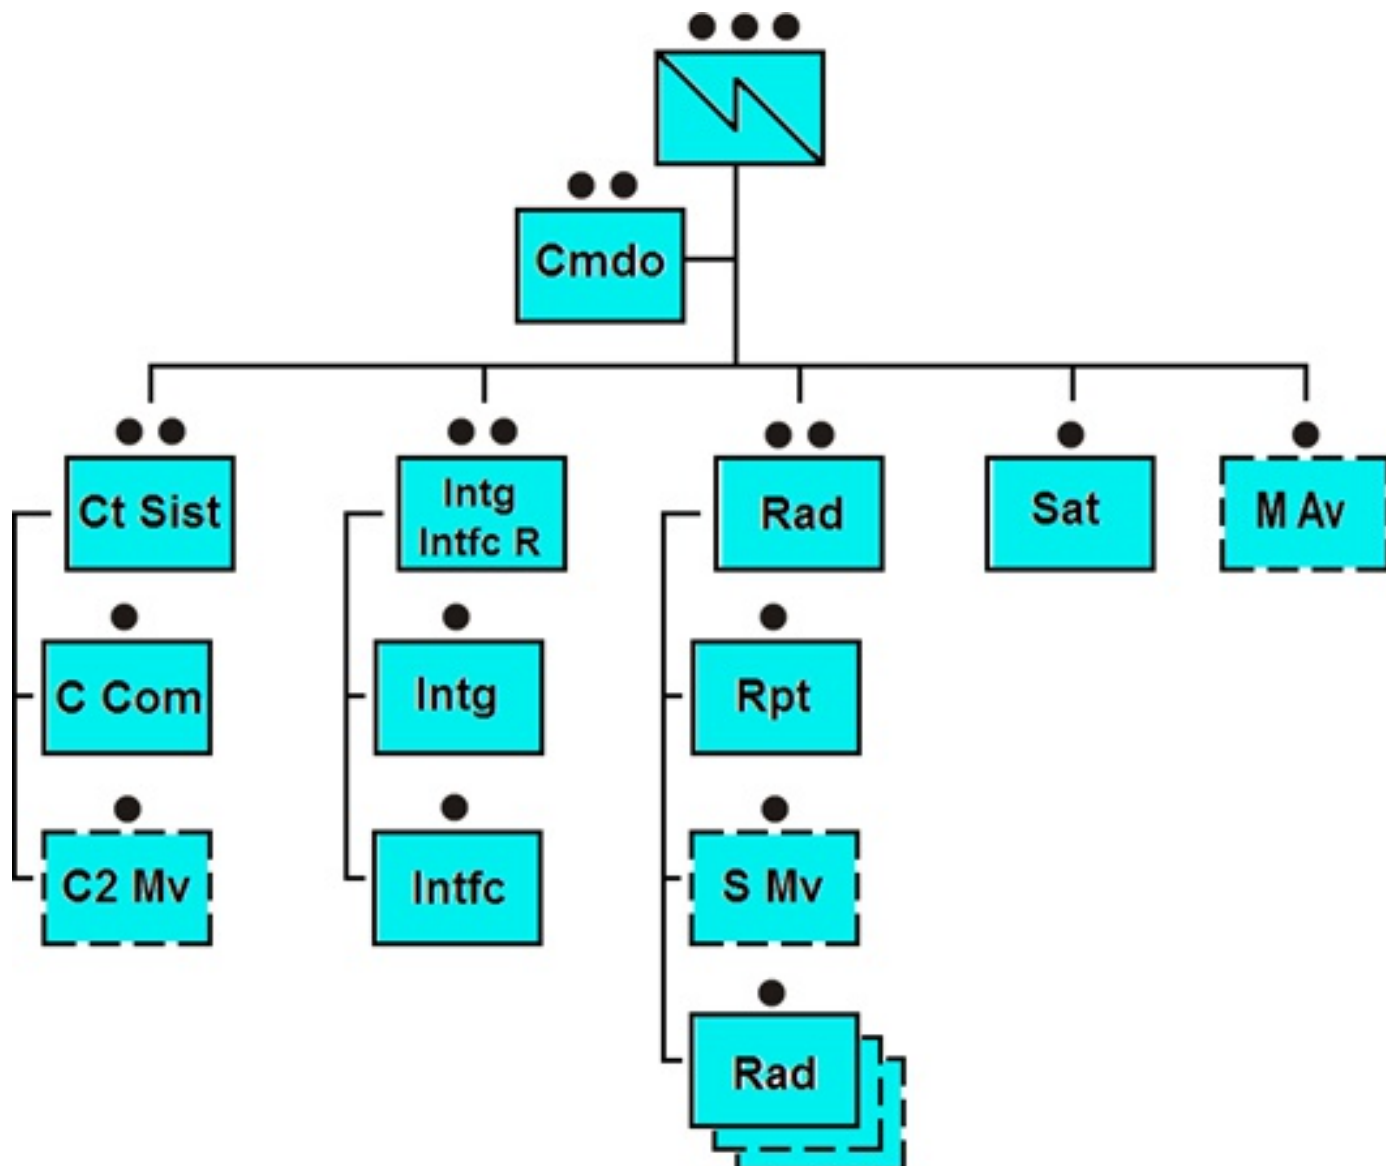 Cmdo
Ct Sist
Intg
Intfc R
Rad
Sat
M Av
C Com
Intg
Rpt
C2 Mv
Intfc
S Mv
Rad